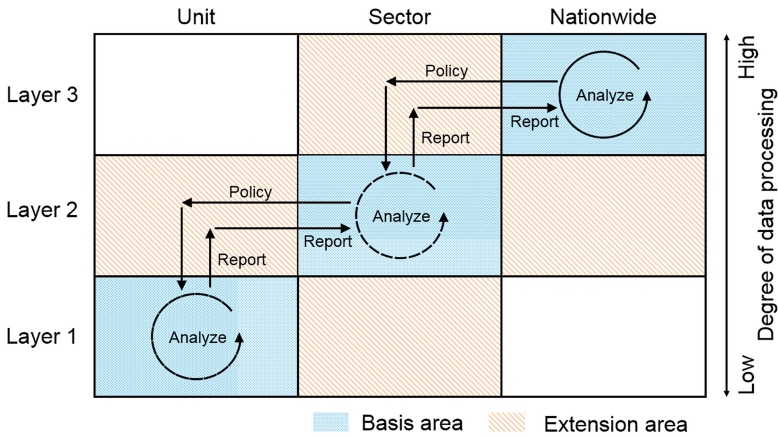 Unit Sector Nationwide
Layer 3
Policy
Analyze
Report
Report
High
Layer 2
Policy
Analyze
Report
Report
Degree of data processing
Layer 1
Analyze
Low
Basis area Extension area